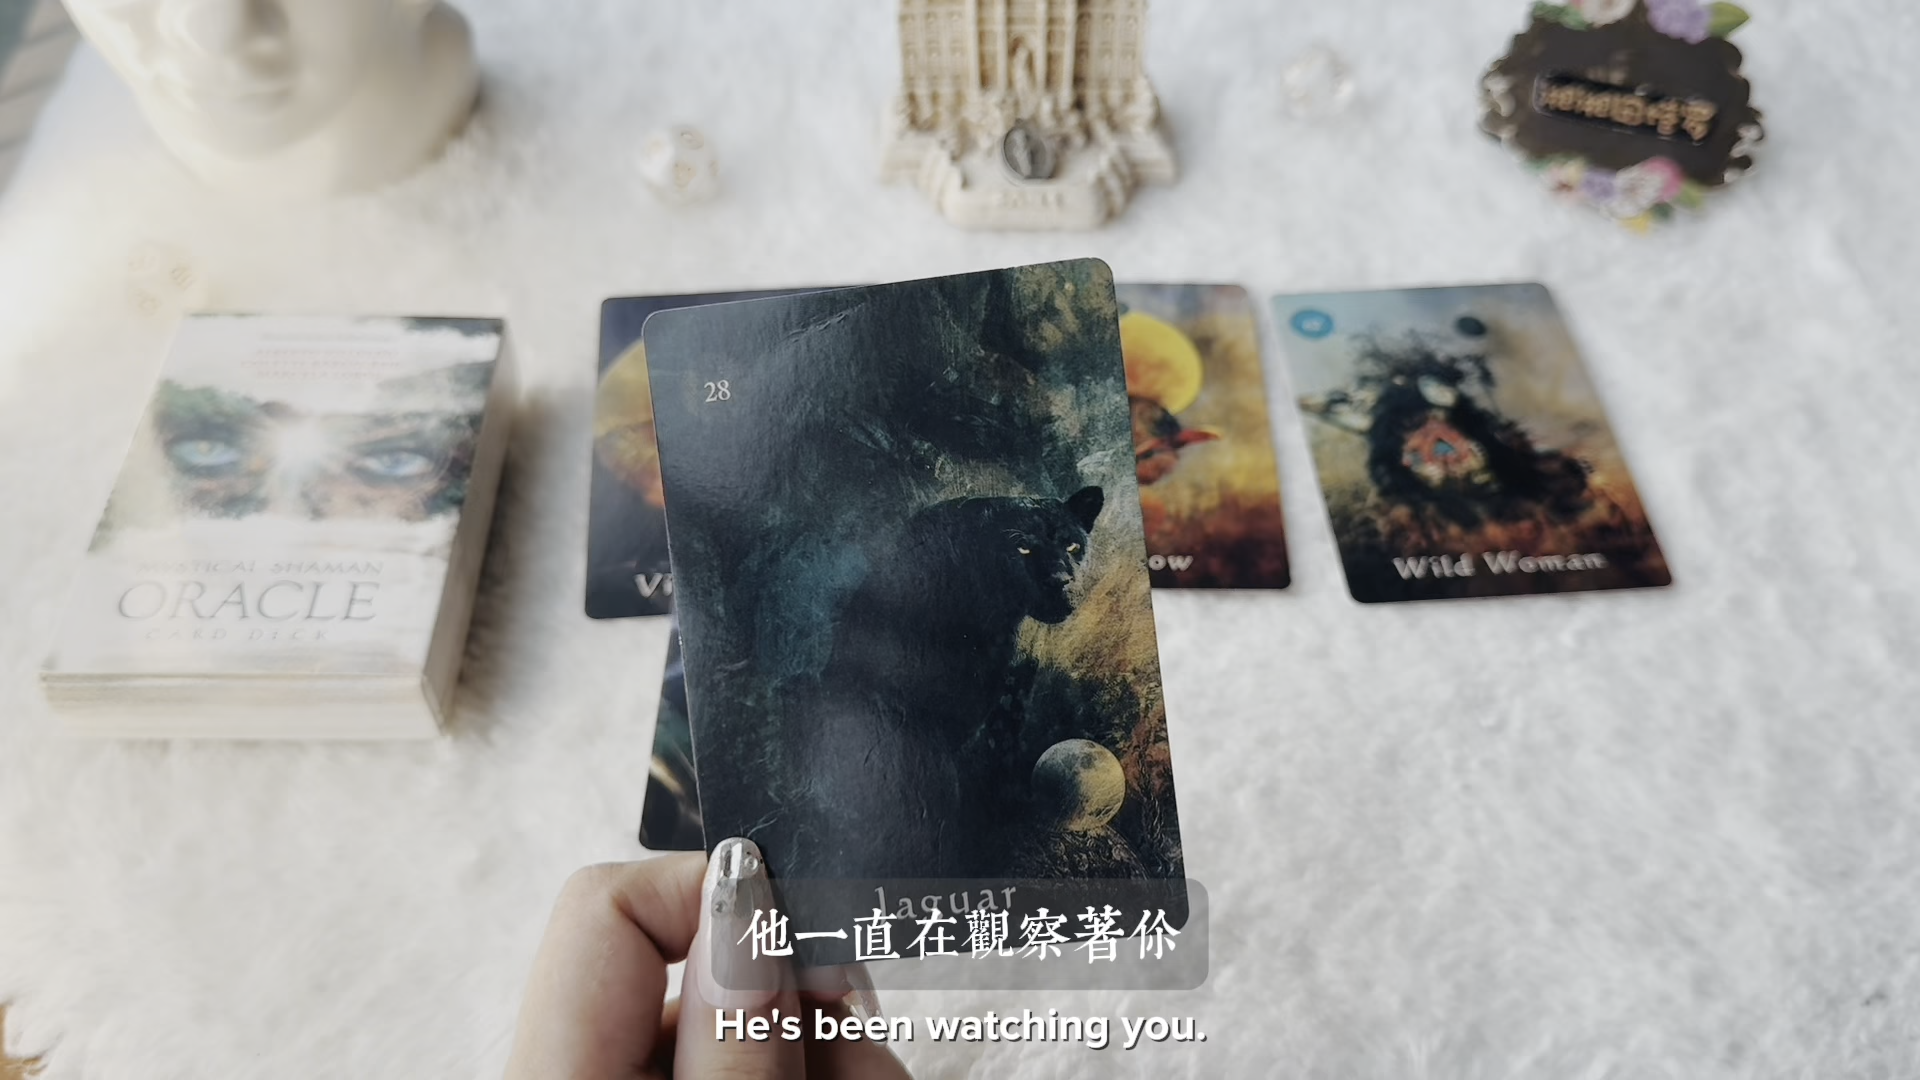 MYSTICAL SHAMAN
ORACLE
CARD DECK
28
Jaguar
Wild Woman
他一直在觀察著你
He's been watching you.